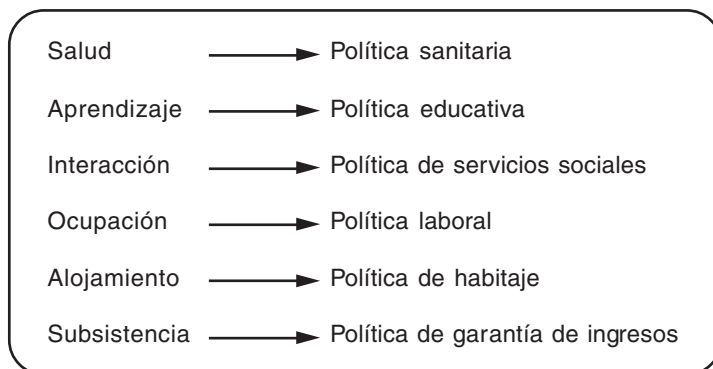 Salud → Política sanitaria
Aprendizaje → Política educativa
Interacción → Política de servicios sociales
Ocupación → Política laboral
Alojamiento → Política de habitaje
Subsistencia → Política de garantía de ingresos